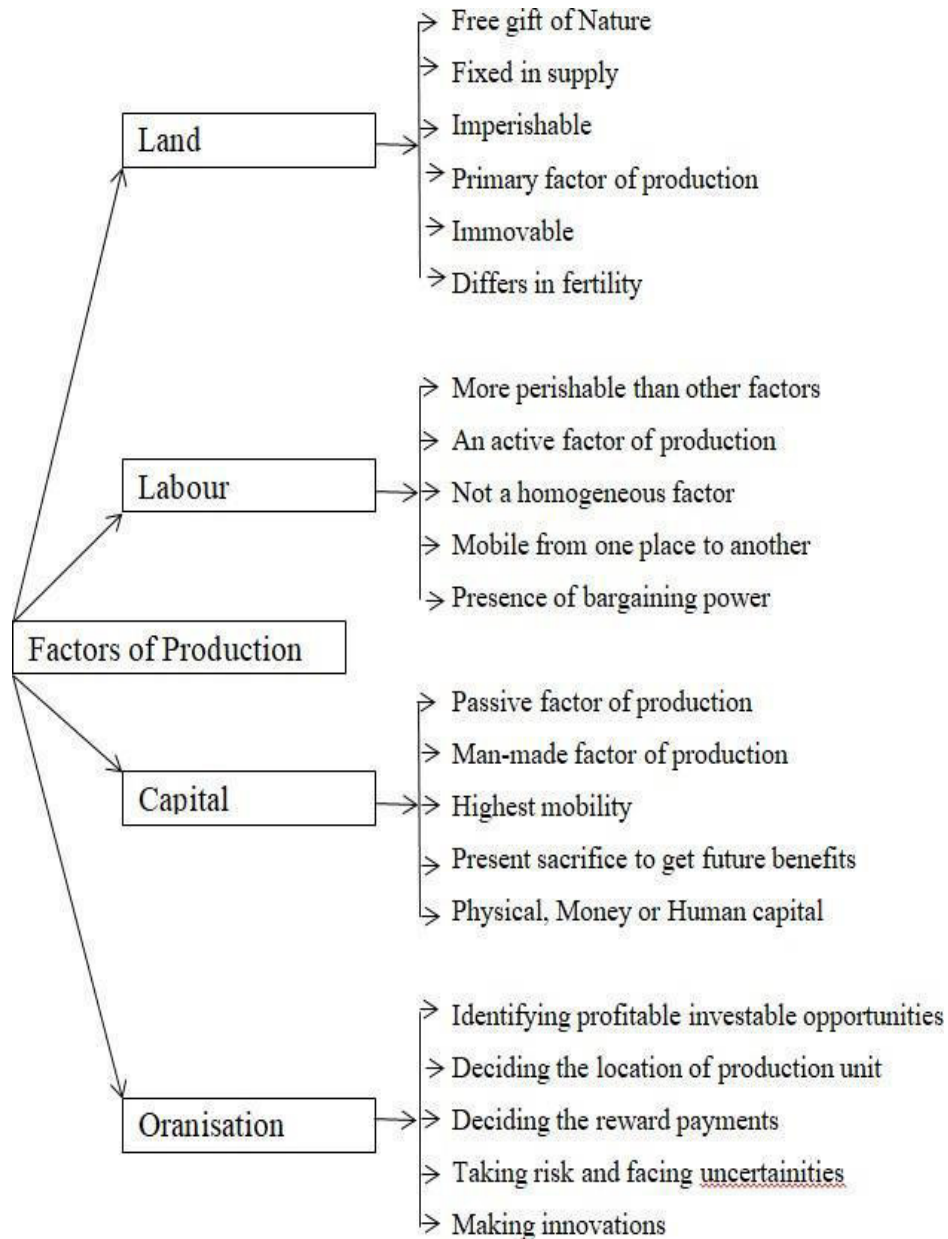 Free gift of Nature
Fixed in supply
Land
Imperishable
Primary factor of production
Immovable
Differs in fertility
More perishable than other factors
An active factor of production
Labour
Not a homogeneous factor
Mobile from one place to another
Presence of bargaining power
Factors of Production
Passive factor of production
Man-made factor of production
Capital
Highest mobility
Present sacrifice to get future benefits
Physical, Money or Human capital
Identifying profitable investable opportunities
Deciding the location of production unit
Oranisation
Deciding the reward payments
Taking risk and facing uncertainities
Making innovations